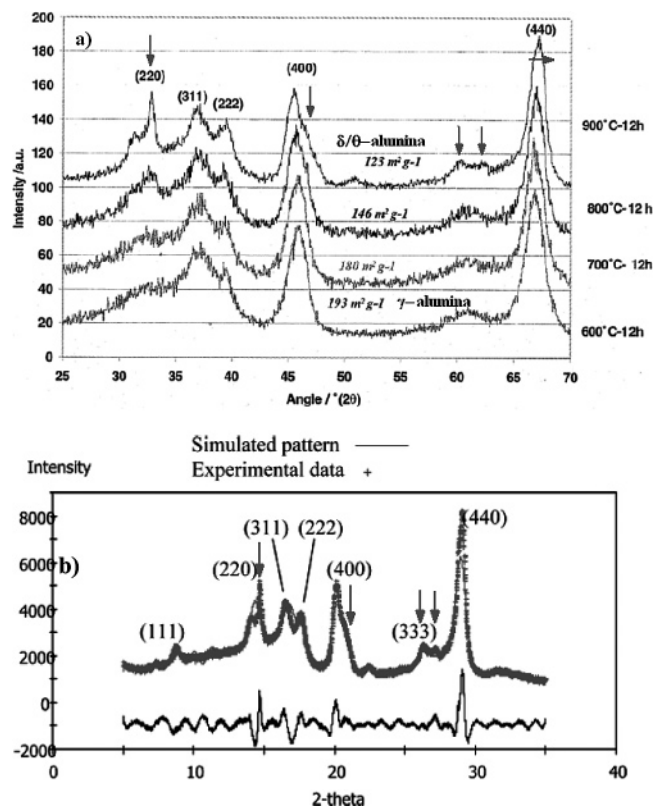 a)
200
180
160
140
120
100
80
60
40
20
0
Intensity /a.u.
(220)
(311)
(222)
(400)
(440)
δ/θ–alumina
123 m² g-1
146 m² g-1
180 m² g-1
193 m² g-1 γ– alumina
900°C-12h
800°C-12 h
700°C- 12h
600°C-12h
25 30 35 40 45 50 55 60 65 70
Angle / °(2θ)
Simulated pattern
Experimental data +
Intensity
b)
8000
6000
4000
2000
0
-2000
(111)
(220)
(311)
(222)
(400)
(333)
(440)
0 10 20 30 40
2-theta